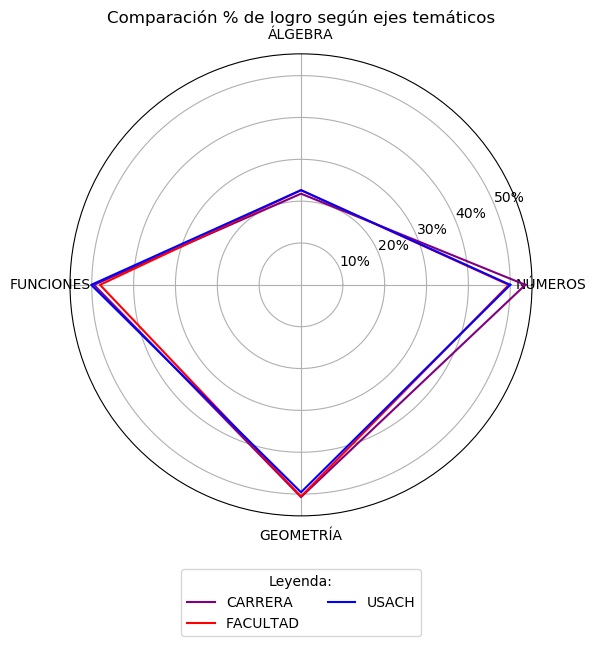 Comparación % de logro según ejes temáticos
ÁLGEBRA
50%
40%
30%
20%
10%
FUNCIONES
NÚMEROS
GEOMETRÍA
Leyenda:
CARRERA
USACH
FACULTAD